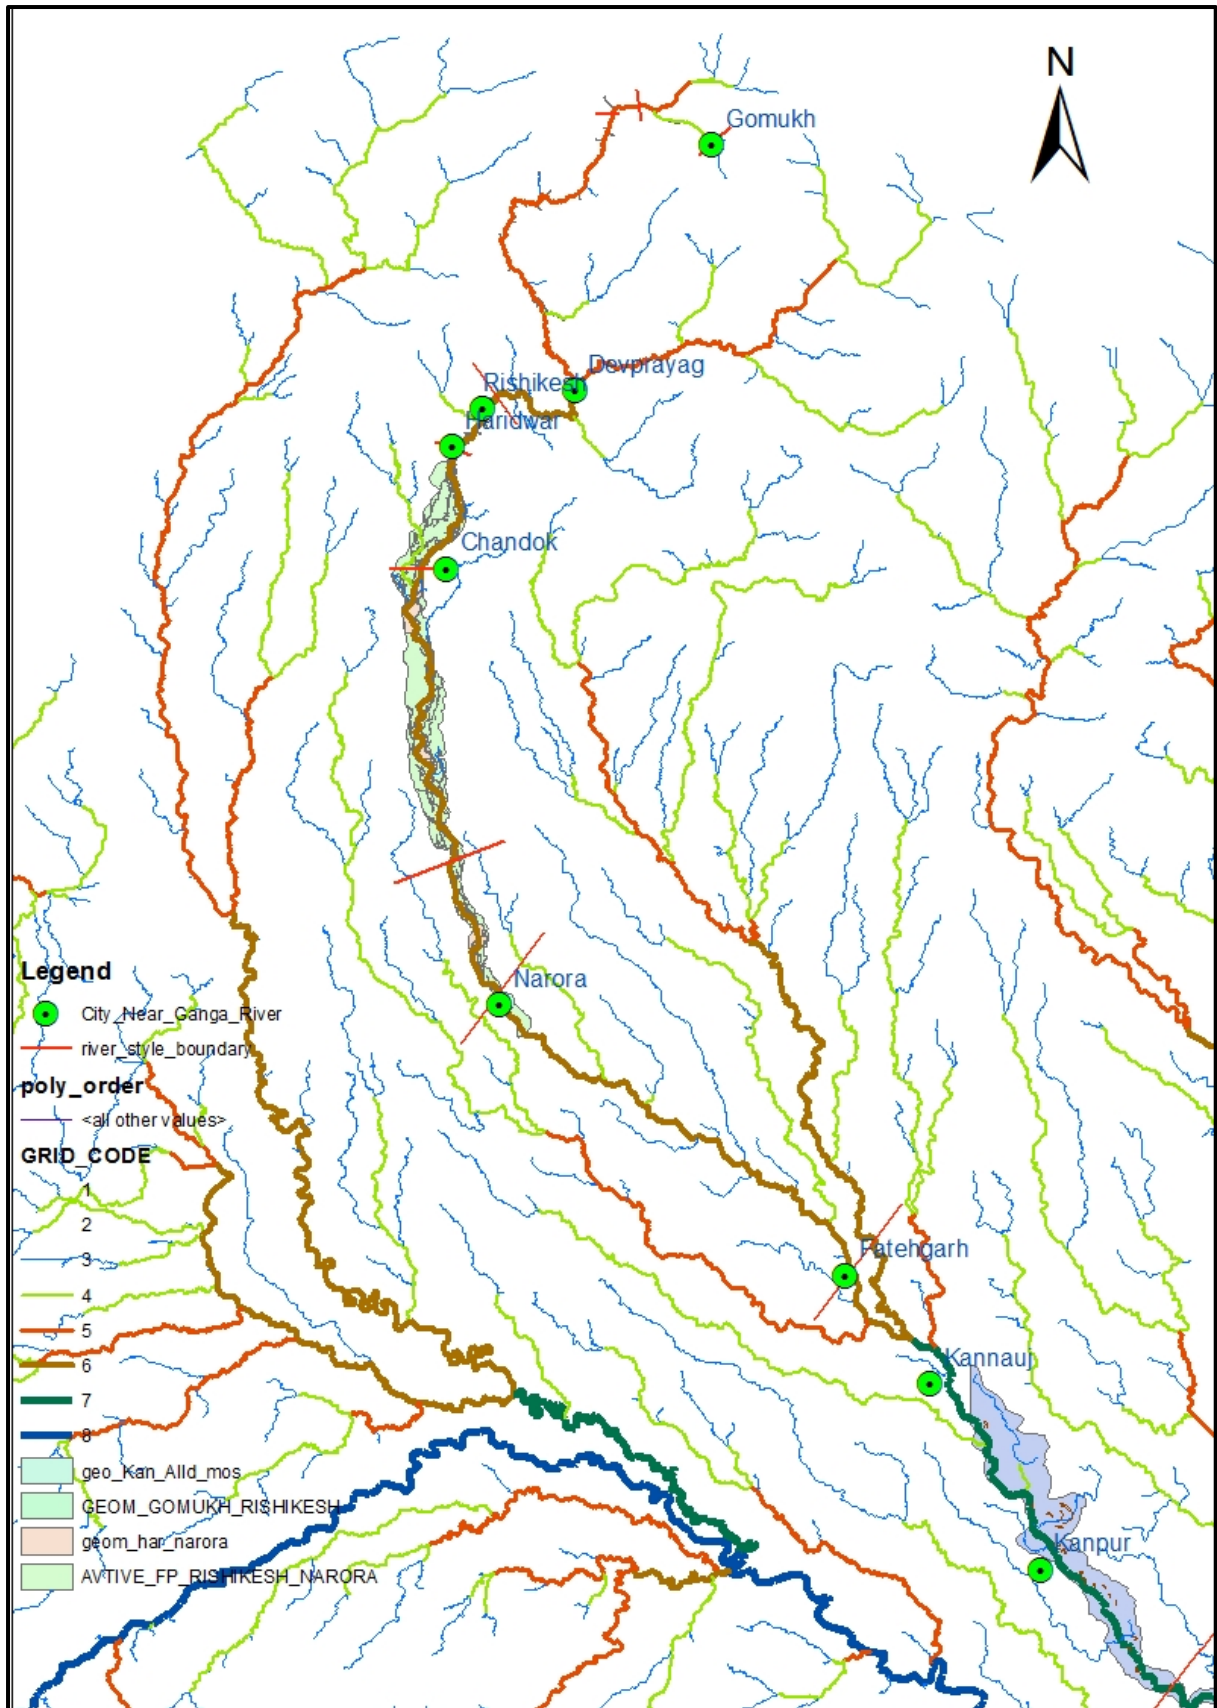 N
Gomukh
Devprayag
Rishikesh
Haridwar
Chandok
Narora
Fatehgarh
Kannauj
Kanpur
Legend
City_Near_Ganga_River
river_style_boundary
poly_order
<all other values>
GRID_CODE
1
2
3
4
5
6
7
8
geo_Kan_Alld_mos
GEOM_GOMUKH_RISHIKESH
geom_har_narora
AVTIVE_FP_RISHIKESH_NARORA